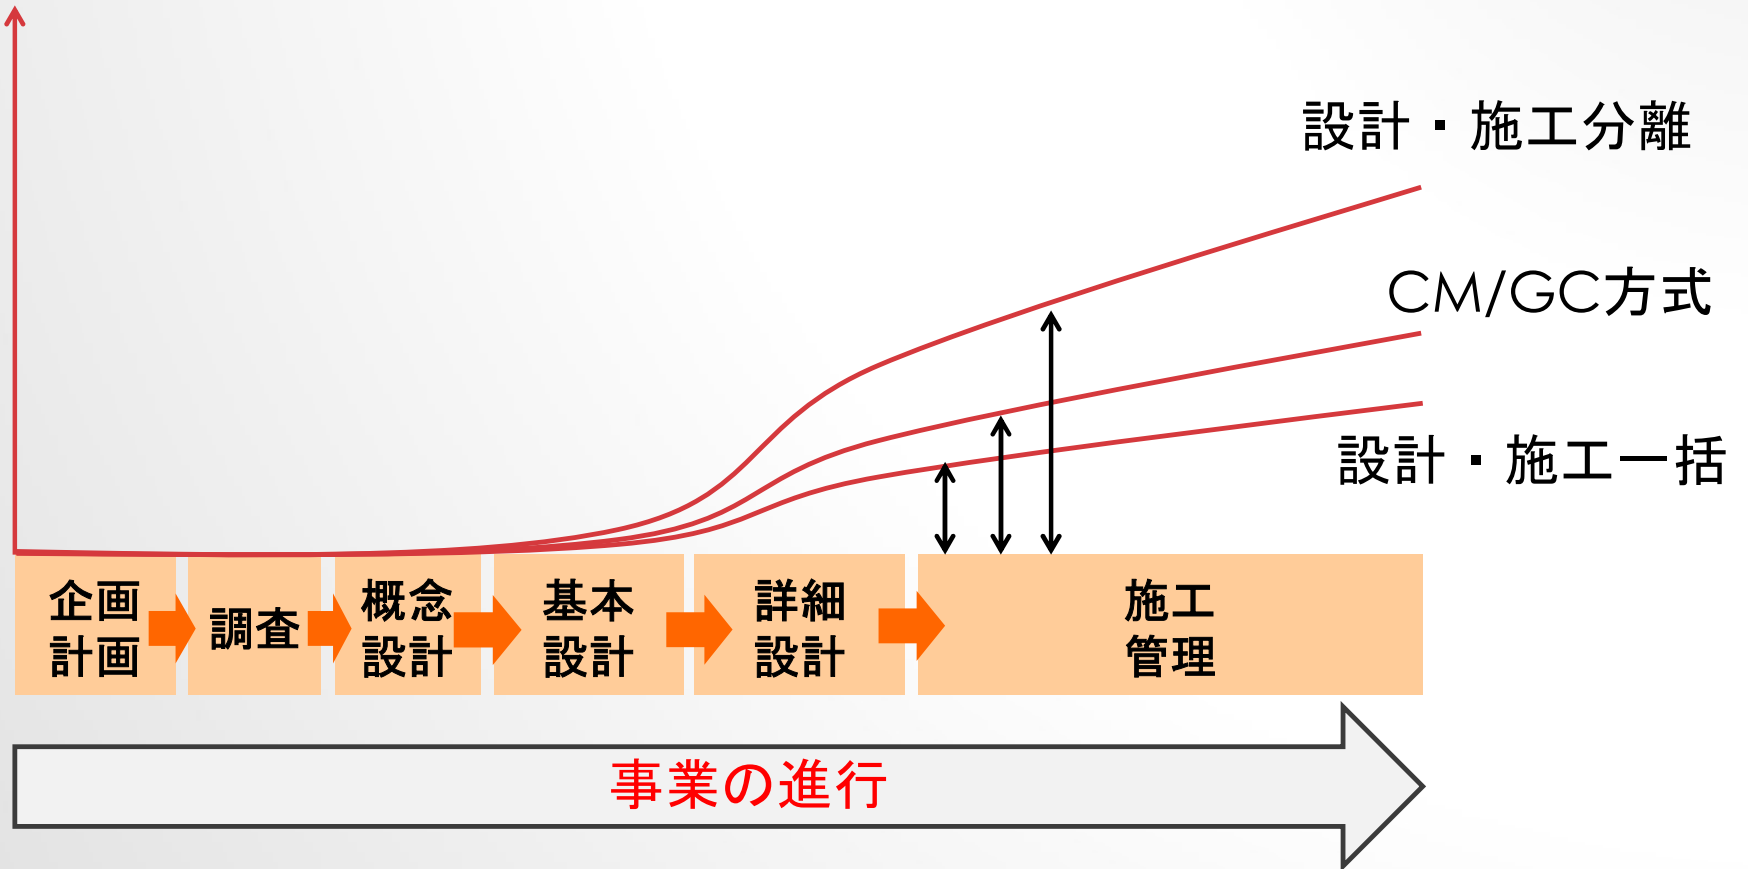 設計・施工分離
CM/GC方式
設計・施工一括
企画
計画
調査
概念
設計
基本
設計
詳細
設計
施工
管理
事業の進行